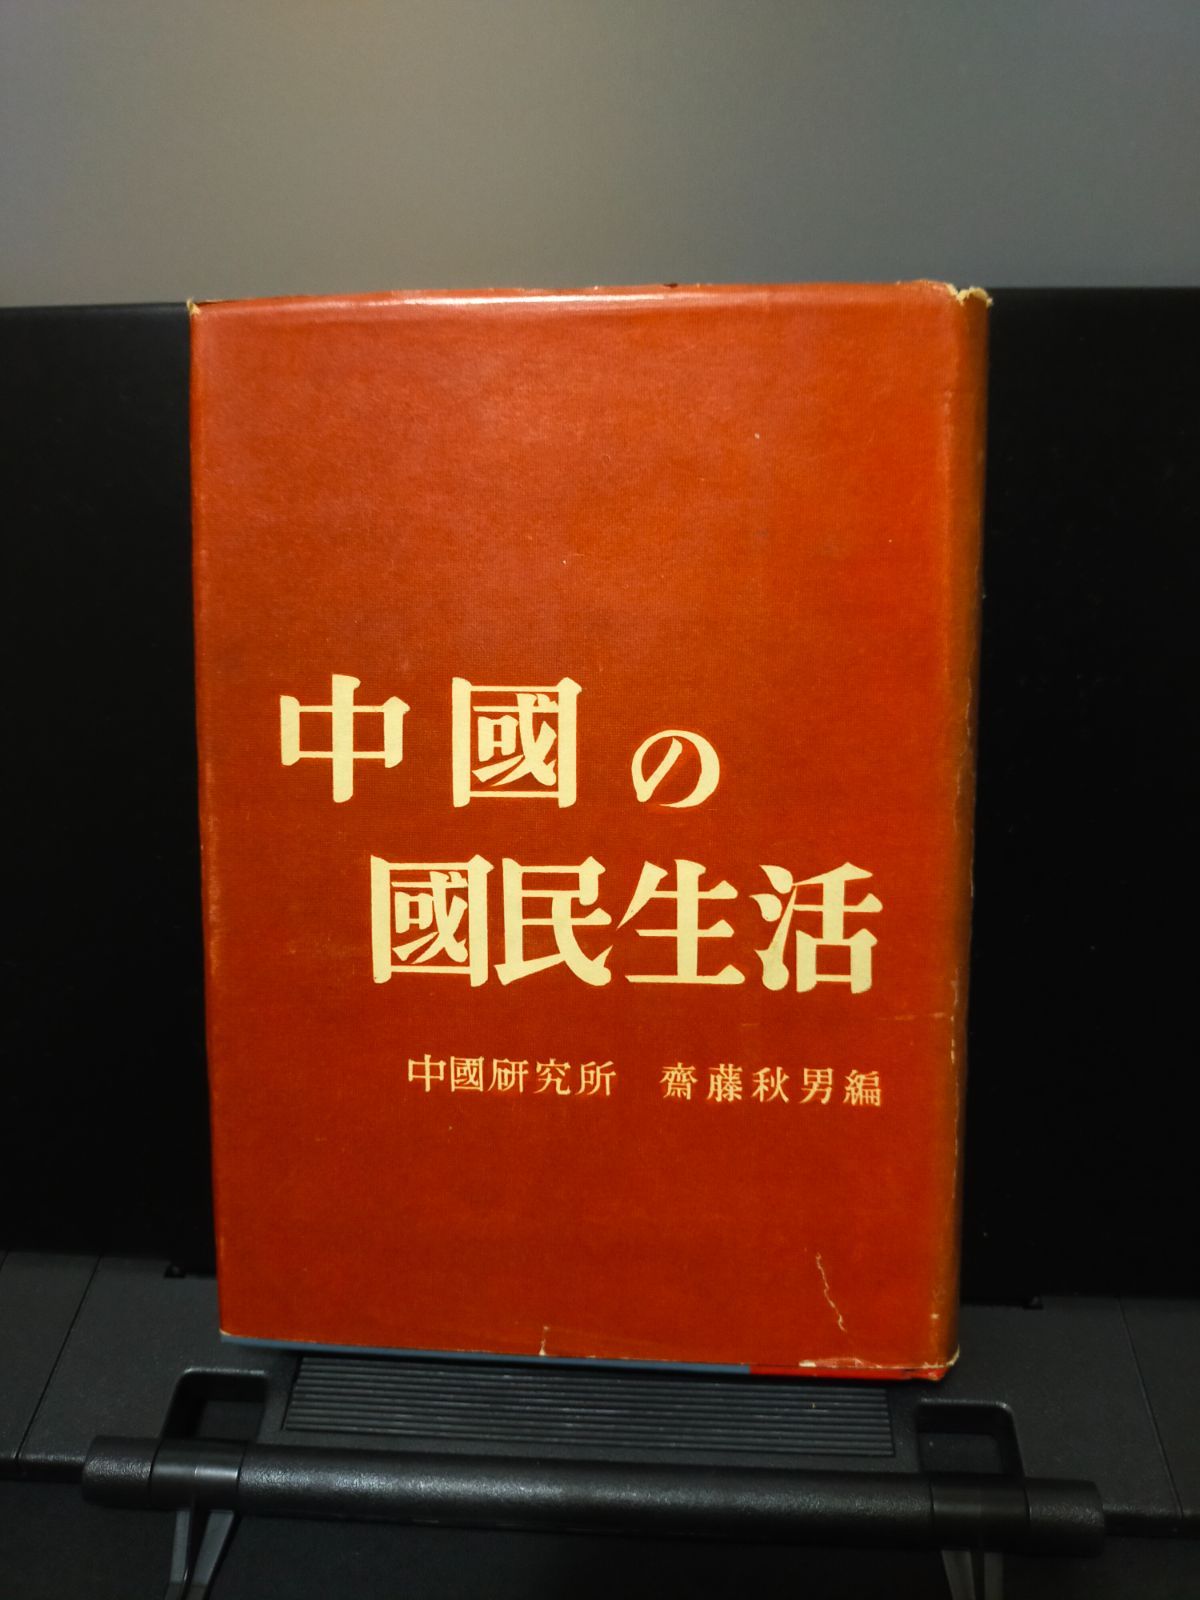 中國の
國民生活
中國研究所　齋藤秋男編